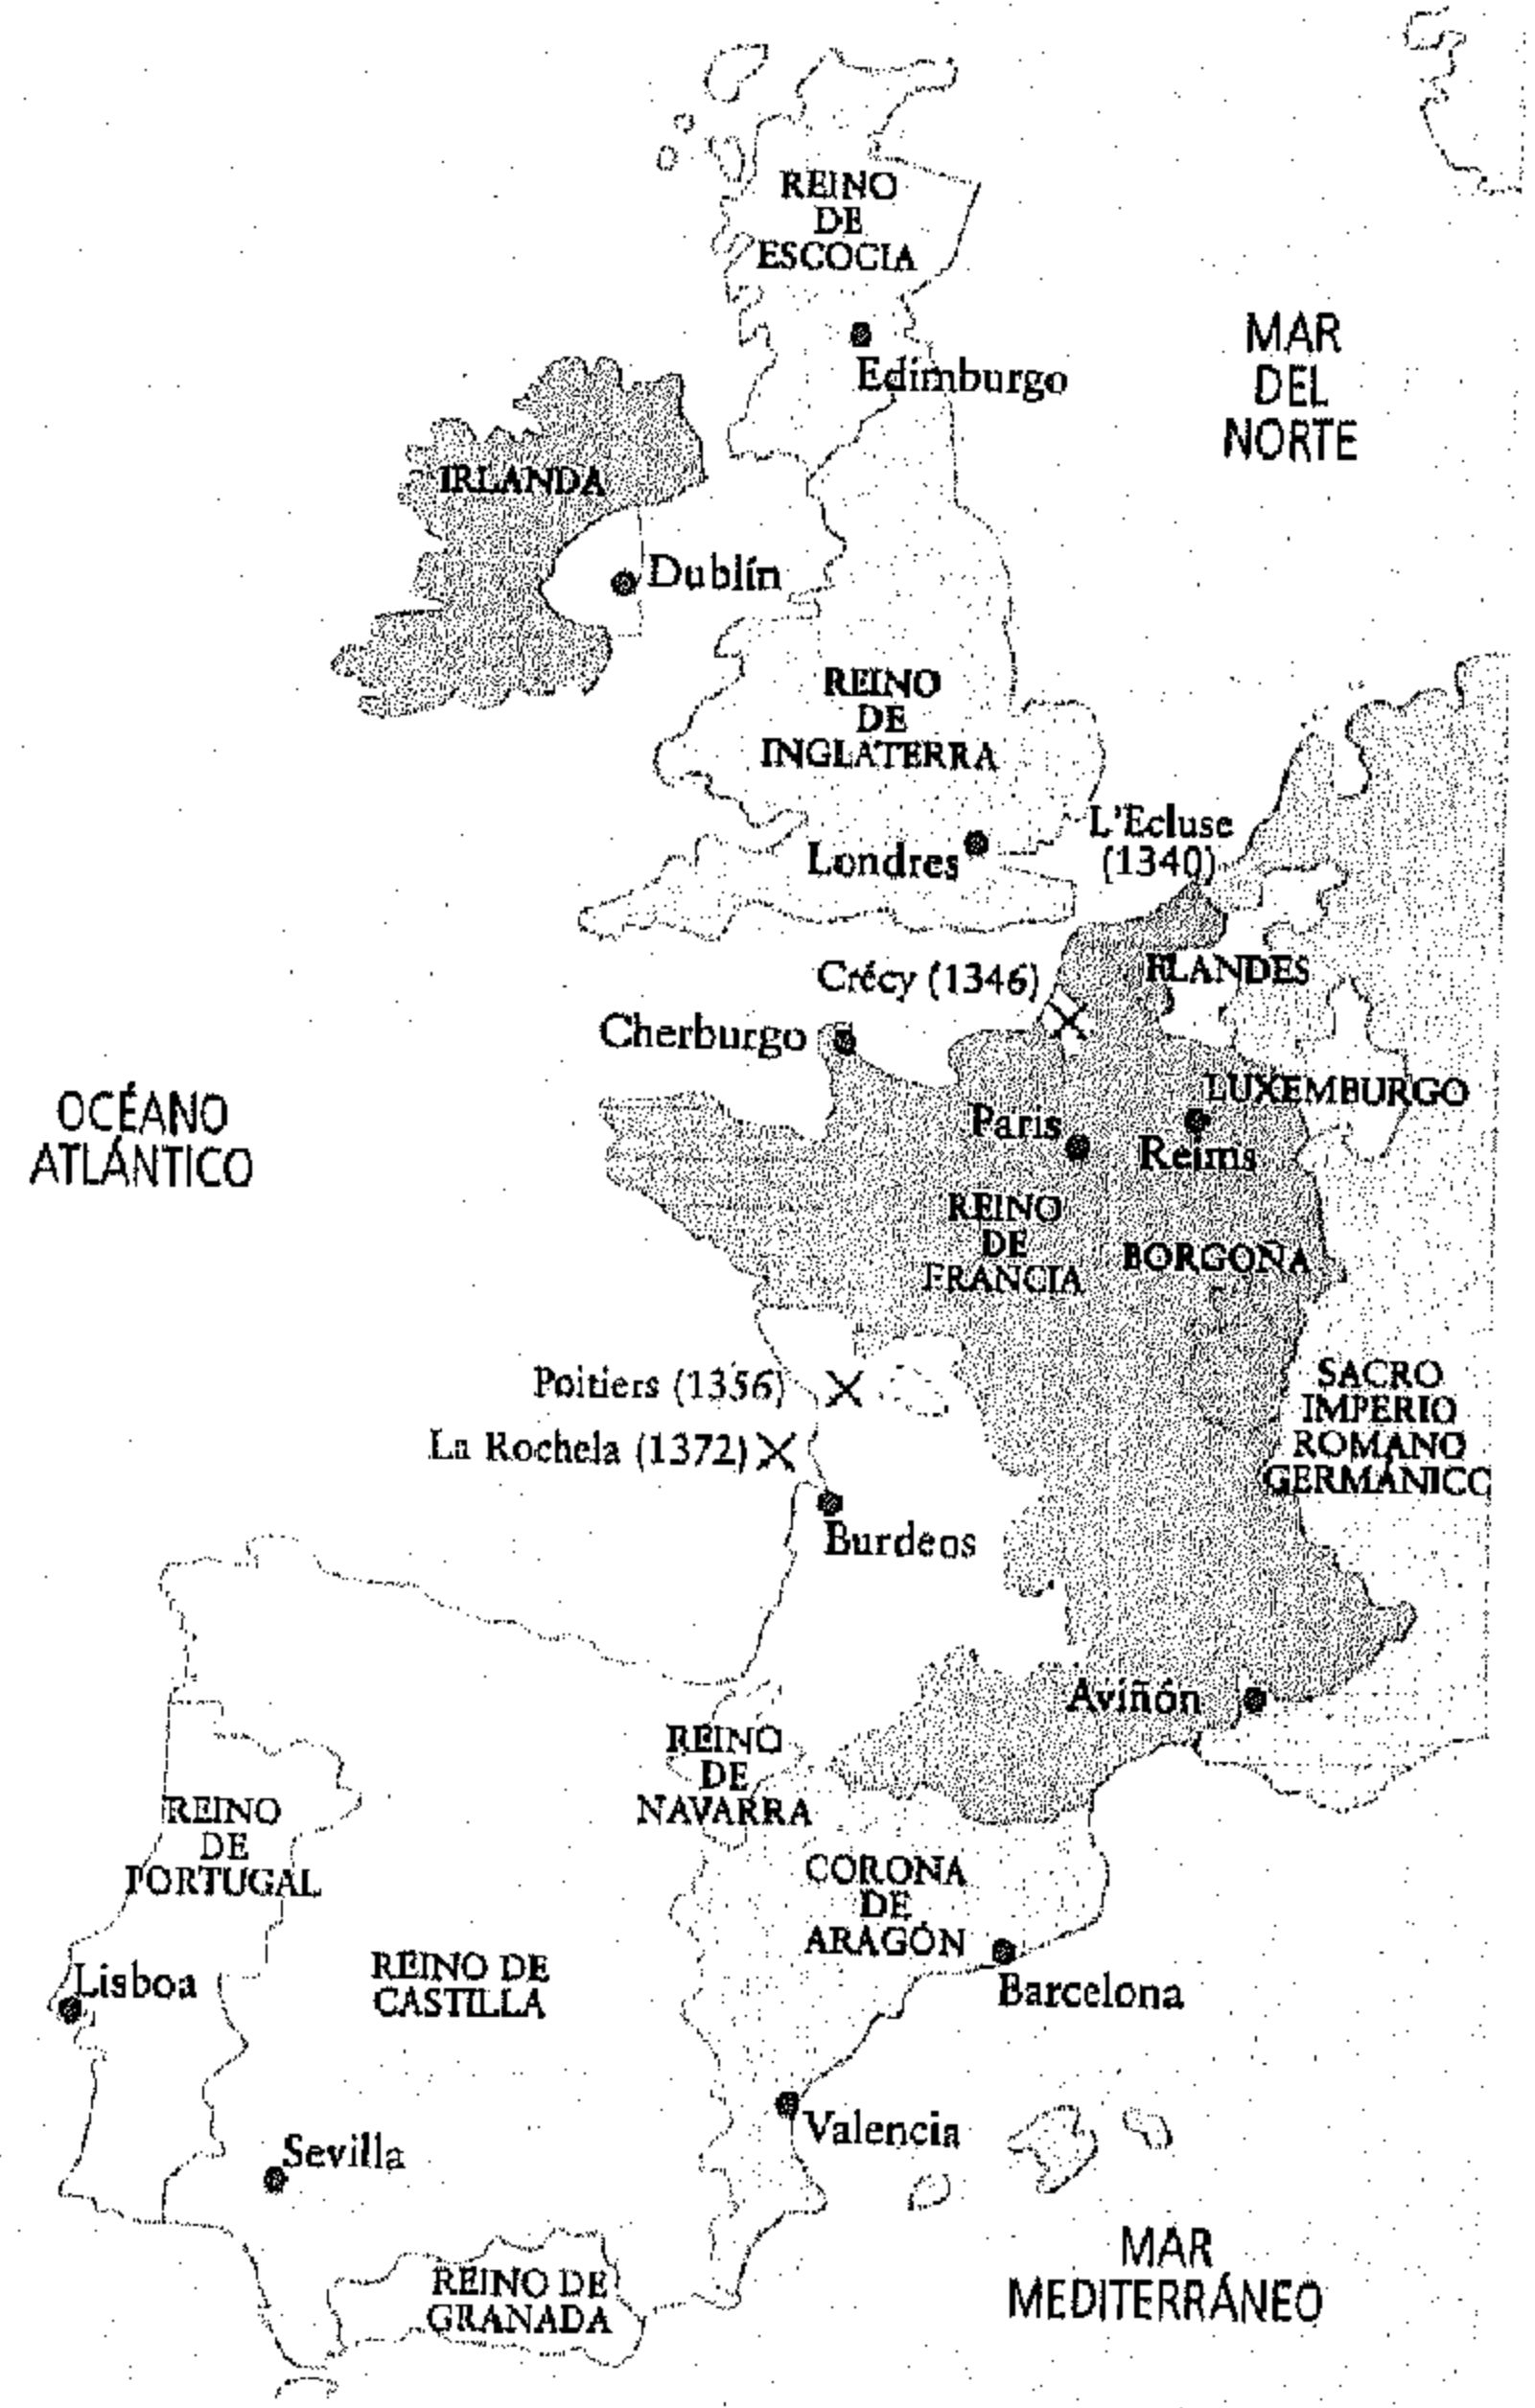 REINO
DE
ESCOCIA
Edimburgo
MAR
DEL
NORTE
IRLANDA
Dublín
REINO
DE
INGLATERRA
Londres
L'Ecluse
(1340)
FLANDES
Crécy (1346)
Cherburgo
LUXEMBURGO
OCÉANO
ATLÁNTICO
París
Reims
REINO
DE
FRANCIA
BORGOÑA
Poitiers (1356)
SACRO
IMPERIO
ROMANO
GERMÁNICO
La Rochela (1372)
Burdeos
Aviñón
REINO
DE
NAVARRA
REINO
DE
PORTUGAL
CORONA
DE
ARAGÓN
Lisboa
REINO DE
CASTILLA
Barcelona
Valencia
Sevilla
REINO DE
GRANADA
MAR
MEDITERRÁNEO